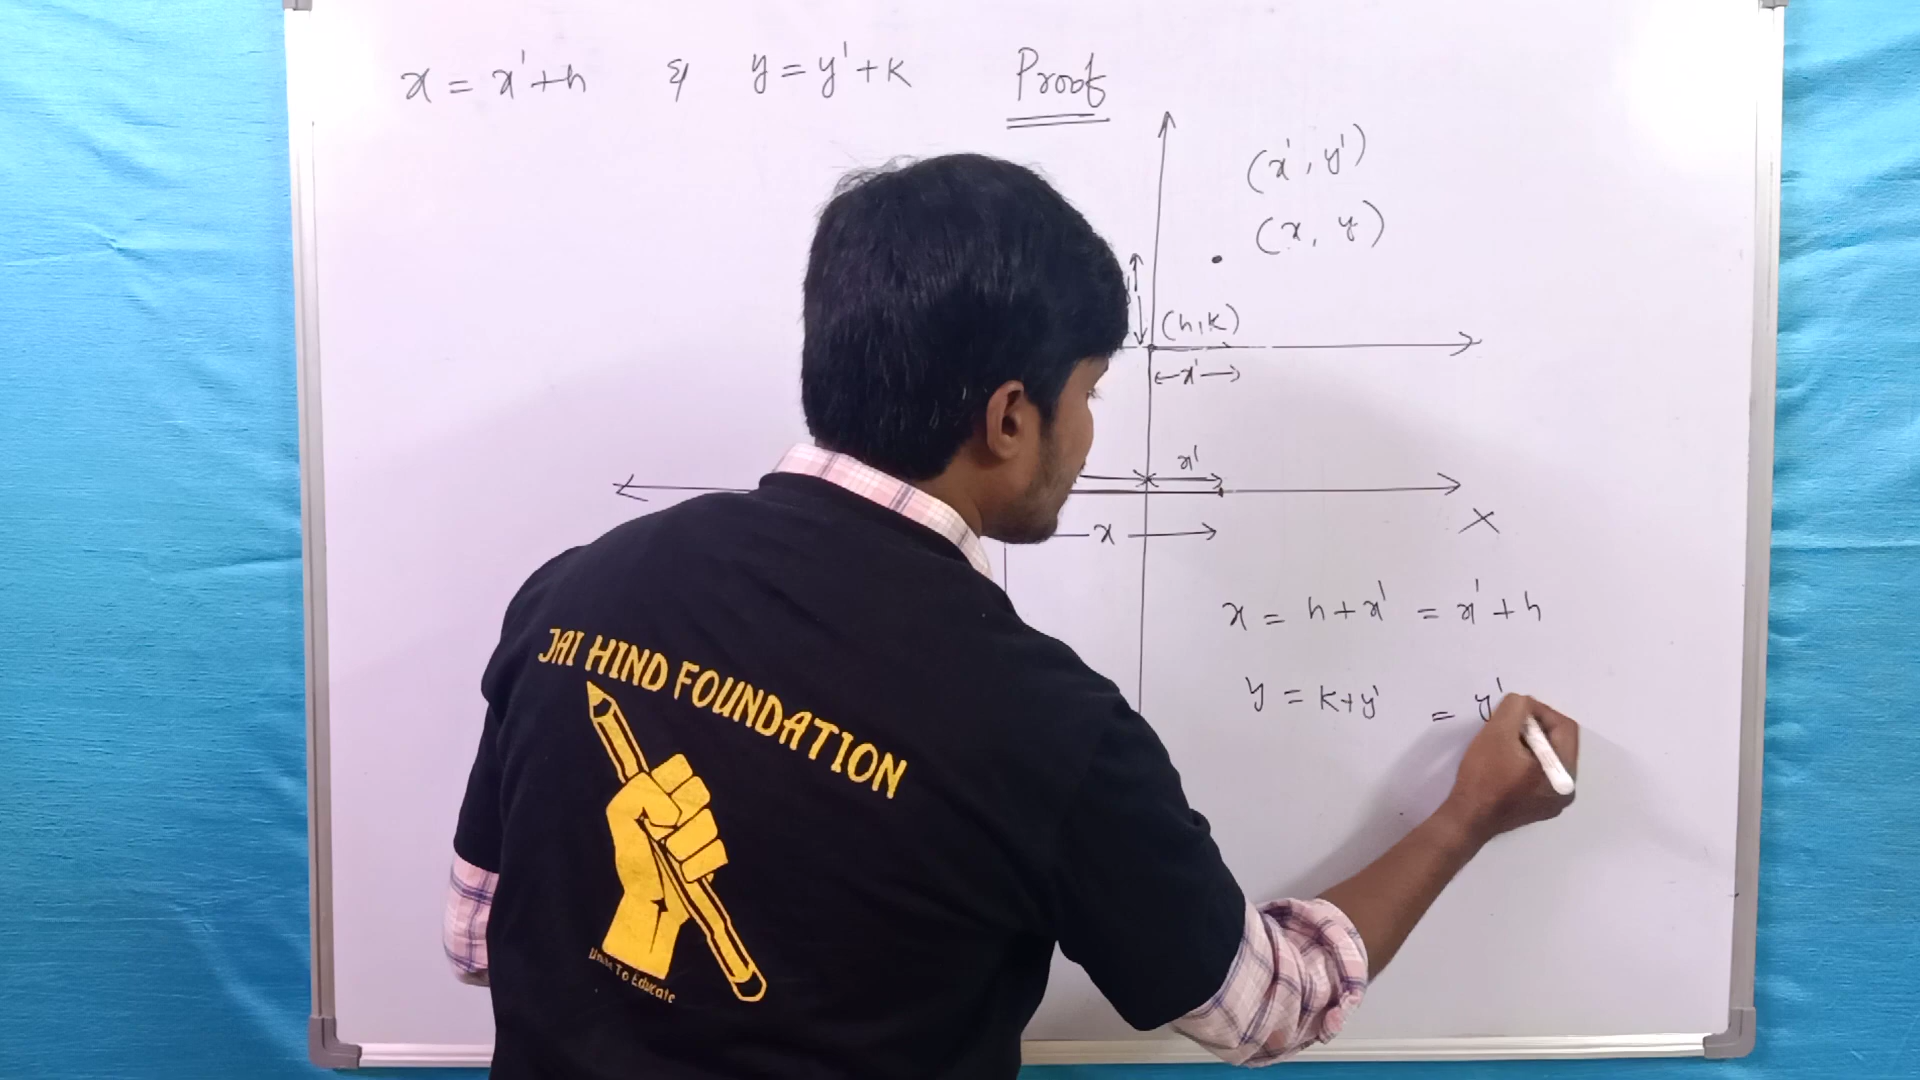 x = x' + h & y = y' + k Proof
(x', y')
(x, y)
(h, k)
x'
x'
x
X
x = h + x' = x' + h
y = k + y' = y'
JAI HIND FOUNDATION
Unite To Educate